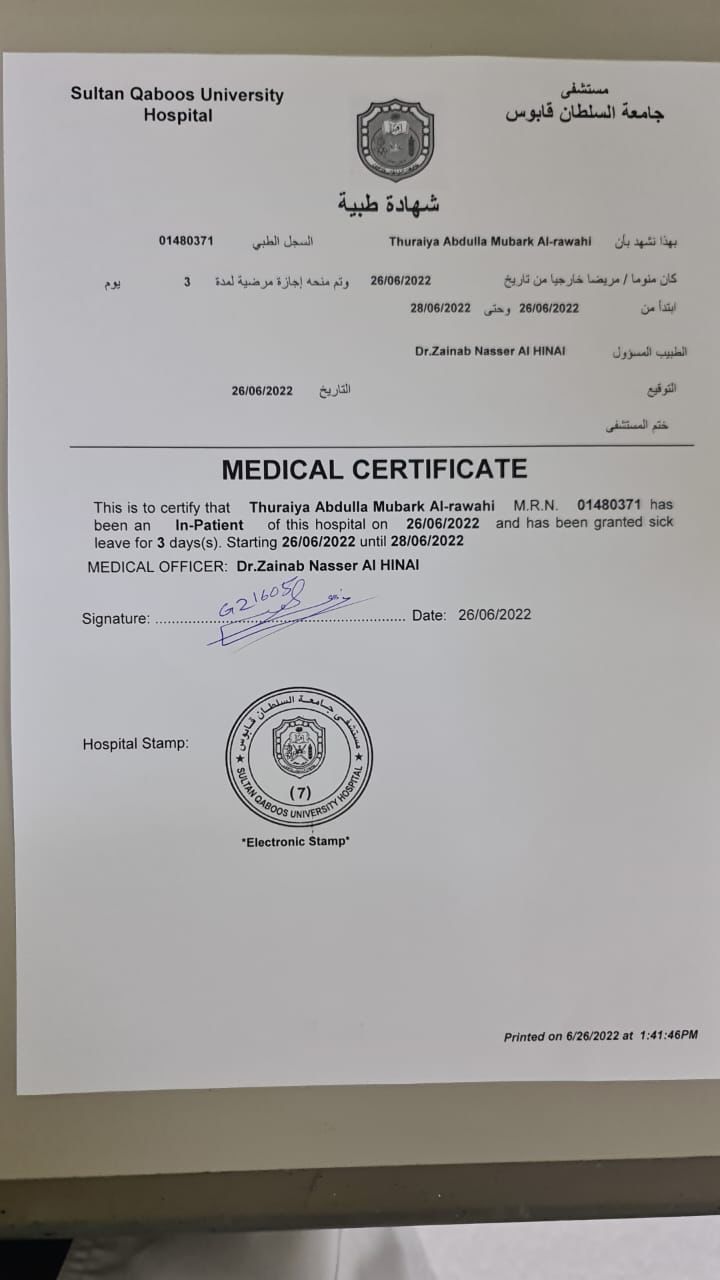 Sultan Qaboos University
Hospital
مستشفى
جامعة السلطان قابوس
شهادة طبية
بهذا نشهد بأن Thuraiya Abdulla Mubark Al-rawahi السجل الطبي 01480371
كان منوما / مريضا خارجيا من تاريخ 26/06/2022 وتم منحه إجازة مرضية لمدة 3 يوم
ابتدأ من 26/06/2022 وحتى 28/06/2022
الطبيب المسؤول Dr.Zainab Nasser Al HINAI
التوقيع التاريخ 26/06/2022
ختم المستشفى
MEDICAL CERTIFICATE
This is to certify that Thuraiya Abdulla Mubark Al-rawahi M.R.N. 01480371 has
been an In-Patient of this hospital on 26/06/2022 and has been granted sick
leave for 3 days(s). Starting 26/06/2022 until 28/06/2022
MEDICAL OFFICER: Dr.Zainab Nasser Al HINAI
G21605
Signature: ........................................................ Date: 26/06/2022
Hospital Stamp:
مستشفى جامعة السلطان قابوس
(7)
SULTAN QABOOS UNIVERSITY HOSPITAL
*Electronic Stamp*
Printed on 6/26/2022 at 1:41:46PM